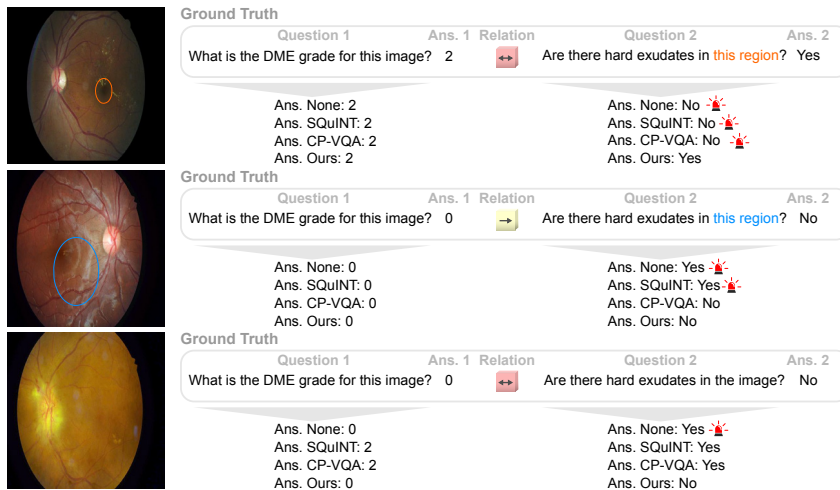 Ground Truth
Question 1 Ans. 1 Relation Question 2 Ans. 2
What is the DME grade for this image? 2 ↔ Are there hard exudates in this region? Yes
Ans. None: 2 Ans. None: No
Ans. SQuINT: 2 Ans. SQuINT: No
Ans. CP-VQA: 2 Ans. CP-VQA: No
Ans. Ours: 2 Ans. Ours: Yes
Ground Truth
Question 1 Ans. 1 Relation Question 2 Ans. 2
What is the DME grade for this image? 0 → Are there hard exudates in this region? No
Ans. None: 0 Ans. None: Yes
Ans. SQuINT: 0 Ans. SQuINT: Yes
Ans. CP-VQA: 0 Ans. CP-VQA: No
Ans. Ours: 0 Ans. Ours: No
Ground Truth
Question 1 Ans. 1 Relation Question 2 Ans. 2
What is the DME grade for this image? 0 ↔ Are there hard exudates in the image? No
Ans. None: 0 Ans. None: Yes
Ans. SQuINT: 2 Ans. SQuINT: Yes
Ans. CP-VQA: 2 Ans. CP-VQA: Yes
Ans. Ours: 0 Ans. Ours: No